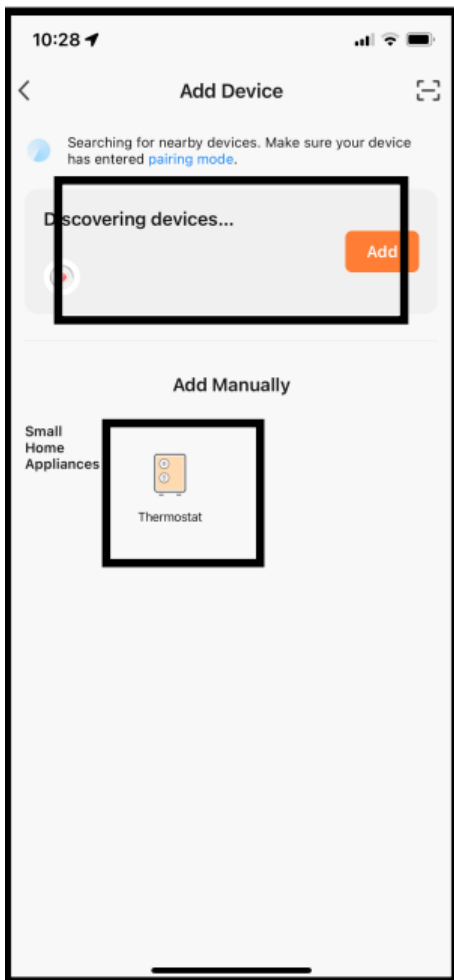 10:28
Add Device
Searching for nearby devices. Make sure your device
has entered pairing mode.
Discovering devices...
Add
Add Manually
Small
Home
Appliances
Thermostat